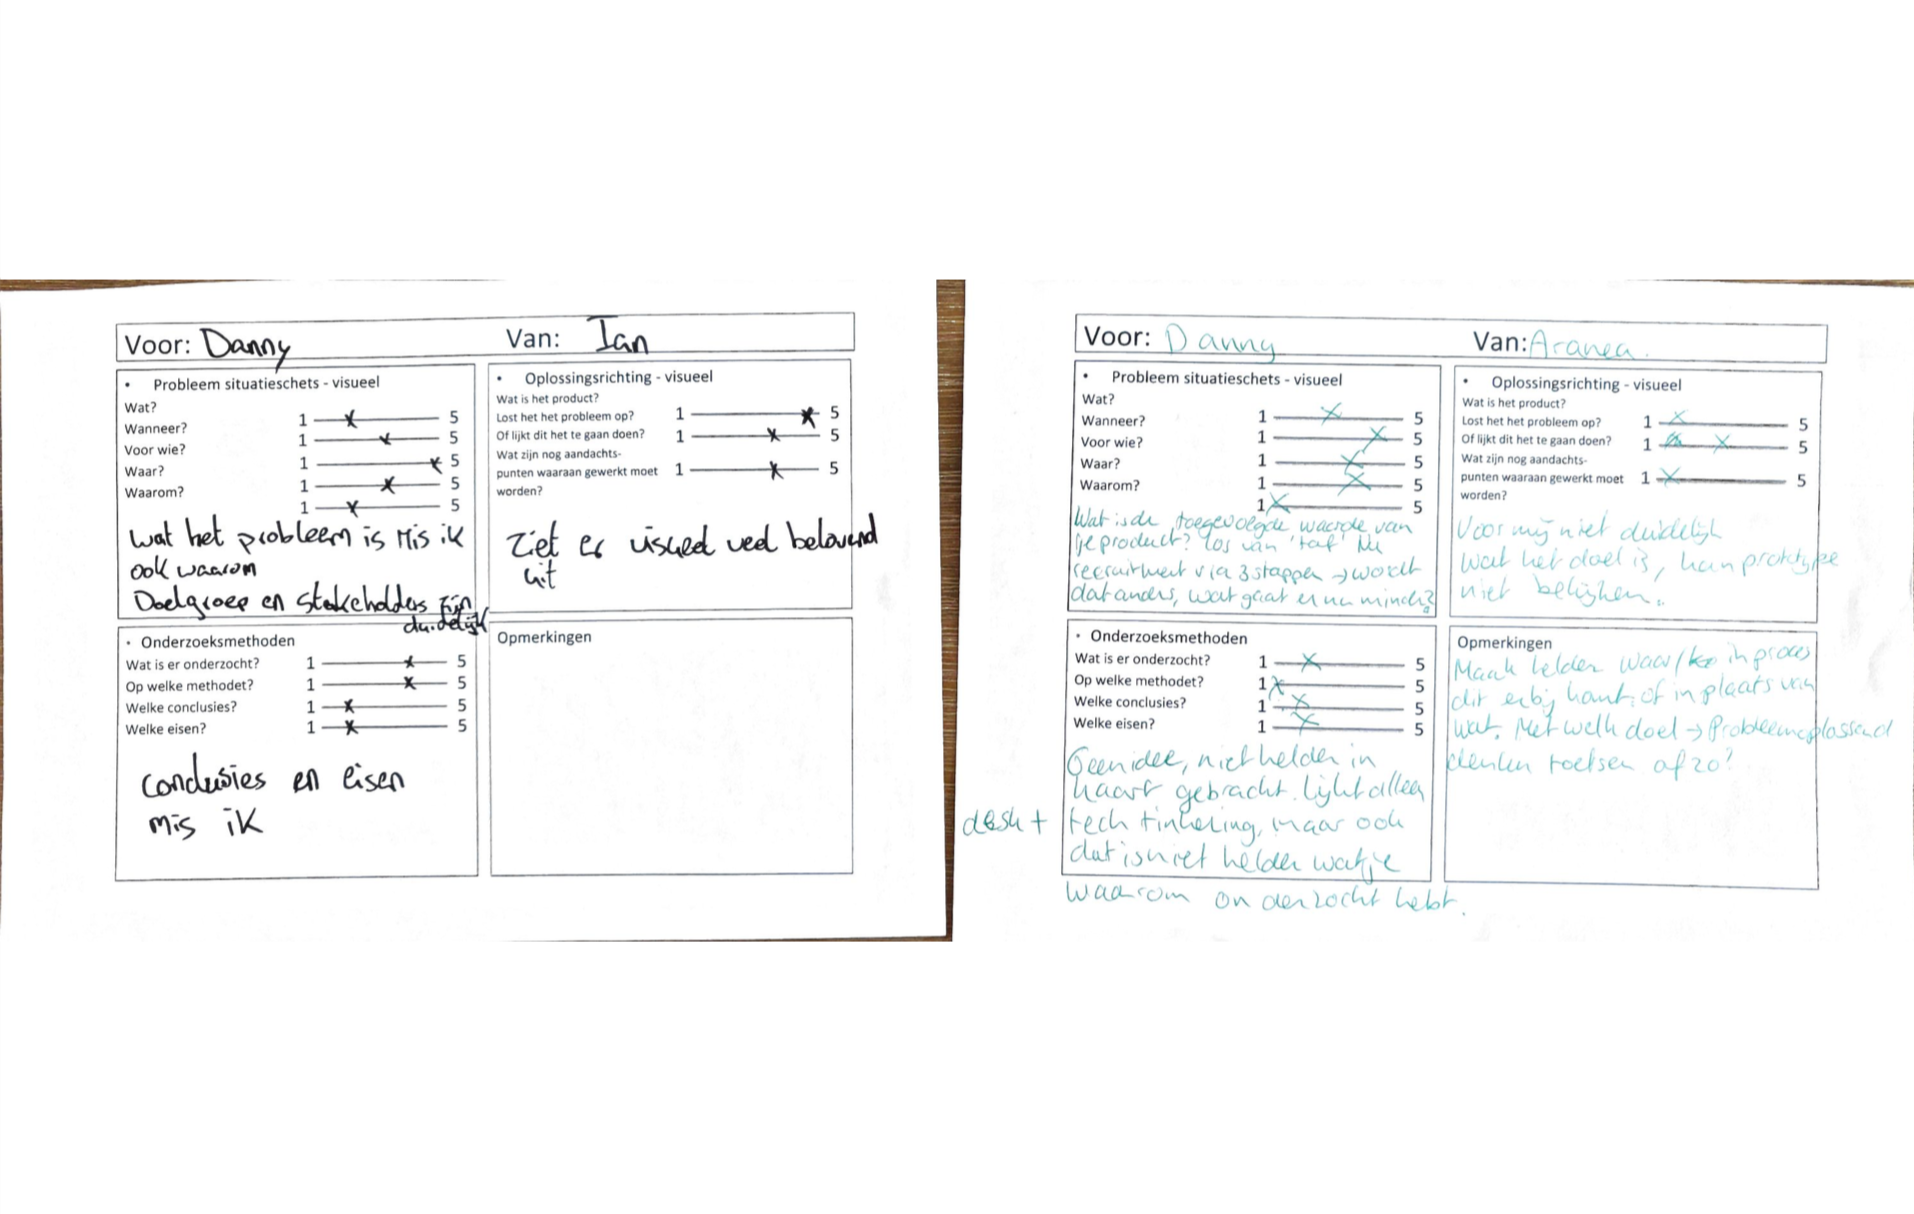 Voor: Danny Van: Ian
• Probleem situatieschets - visueel
Wat?
1 5
Wanneer?
1 5
Voor wie?
1 5
Waar?
1 5
Waarom?
1 5
wat het probleem is Mis ik
ook waarom
Doelgroep en stakeholders zijn
duidelijk
• Oplossingsrichting - visueel
Wat is het product?
Lost het het probleem op? 1 5
Of lijkt dit het te gaan doen? 1 5
Wat zijn nog aandachts-
punten waaraan gewerkt moet 1 5
worden?
Ziet er visueel veel belovend
uit
• Onderzoeksmethoden
Wat is er onderzocht? 1 5
Op welke methodet? 1 5
Welke conclusies? 1 5
Welke eisen? 1 5
Conclusies en eisen
mis ik
Opmerkingen
Voor: Danny Van: Aranea.
• Probleem situatieschets - visueel
Wat?
Wanneer? 1 5
Voor wie? 1 5
Waar? 1 5
Waarom? 1 5
1 5
Wat is de toegevoegde waarde van
je product? los van 'taf' Nu
recruitment via 3 stappen → wordt
dat anders, wat gaat er nu minder?
• Oplossingsrichting - visueel
Wat is het product?
Lost het het probleem op? 1 5
Of lijkt dit het te gaan doen? 1 5
Wat zijn nog aandachts-
punten waaraan gewerkt moet 1 5
worden?
Voor mij niet duidelijk
wat het doel is, kan prototype
niet bekijken..
• Onderzoeksmethoden
Wat is er onderzocht? 1 5
Op welke methodet? 1 5
Welke conclusies? 1 5
Welke eisen? 1 5
Geen idee, niet helder in
kaart gebracht. lijkt alleen
desk + tech tinkering, maar ook
dat is niet helder wat je
waarom onderzocht hebt.
Opmerkingen
Maak helder waar / in proces
dit erbij komt, of in plaats van
wat. Met welk doel → Probleemoplossend
denken toetsen of zo?